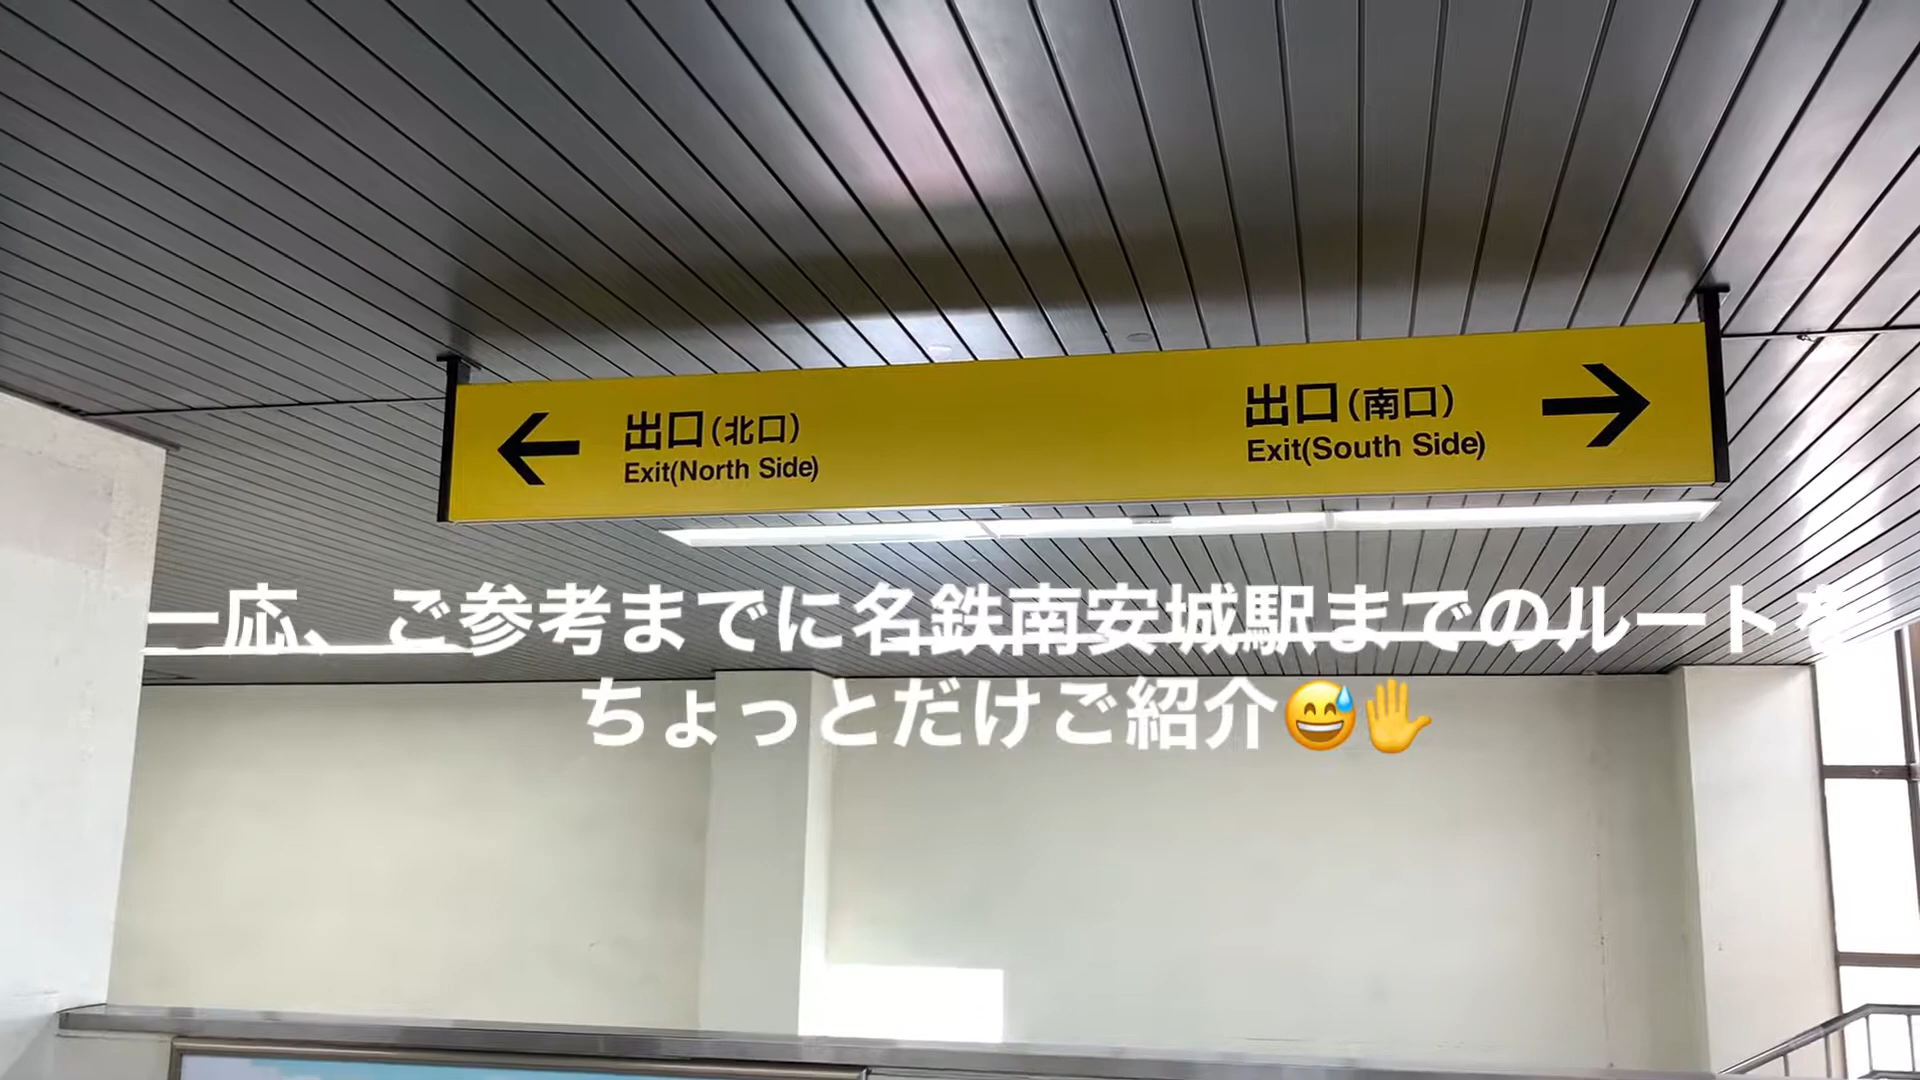 出口(北口)
Exit(North Side)
出口(南口)
Exit(South Side)
一応、ご参考までに名鉄南安城駅までのルートを
ちょっとだけご紹介😅✋